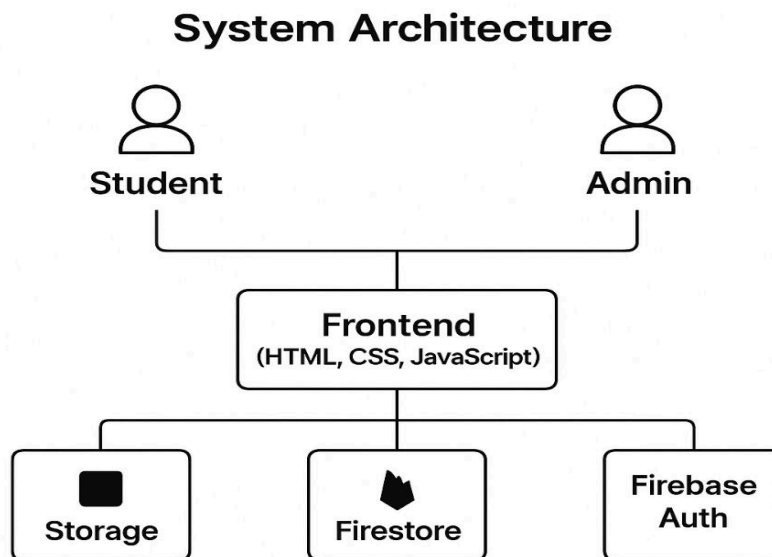 System Architecture
Student
Admin
Frontend
(HTML, CSS, JavaScript)
Storage
Firestore
Firebase
Auth